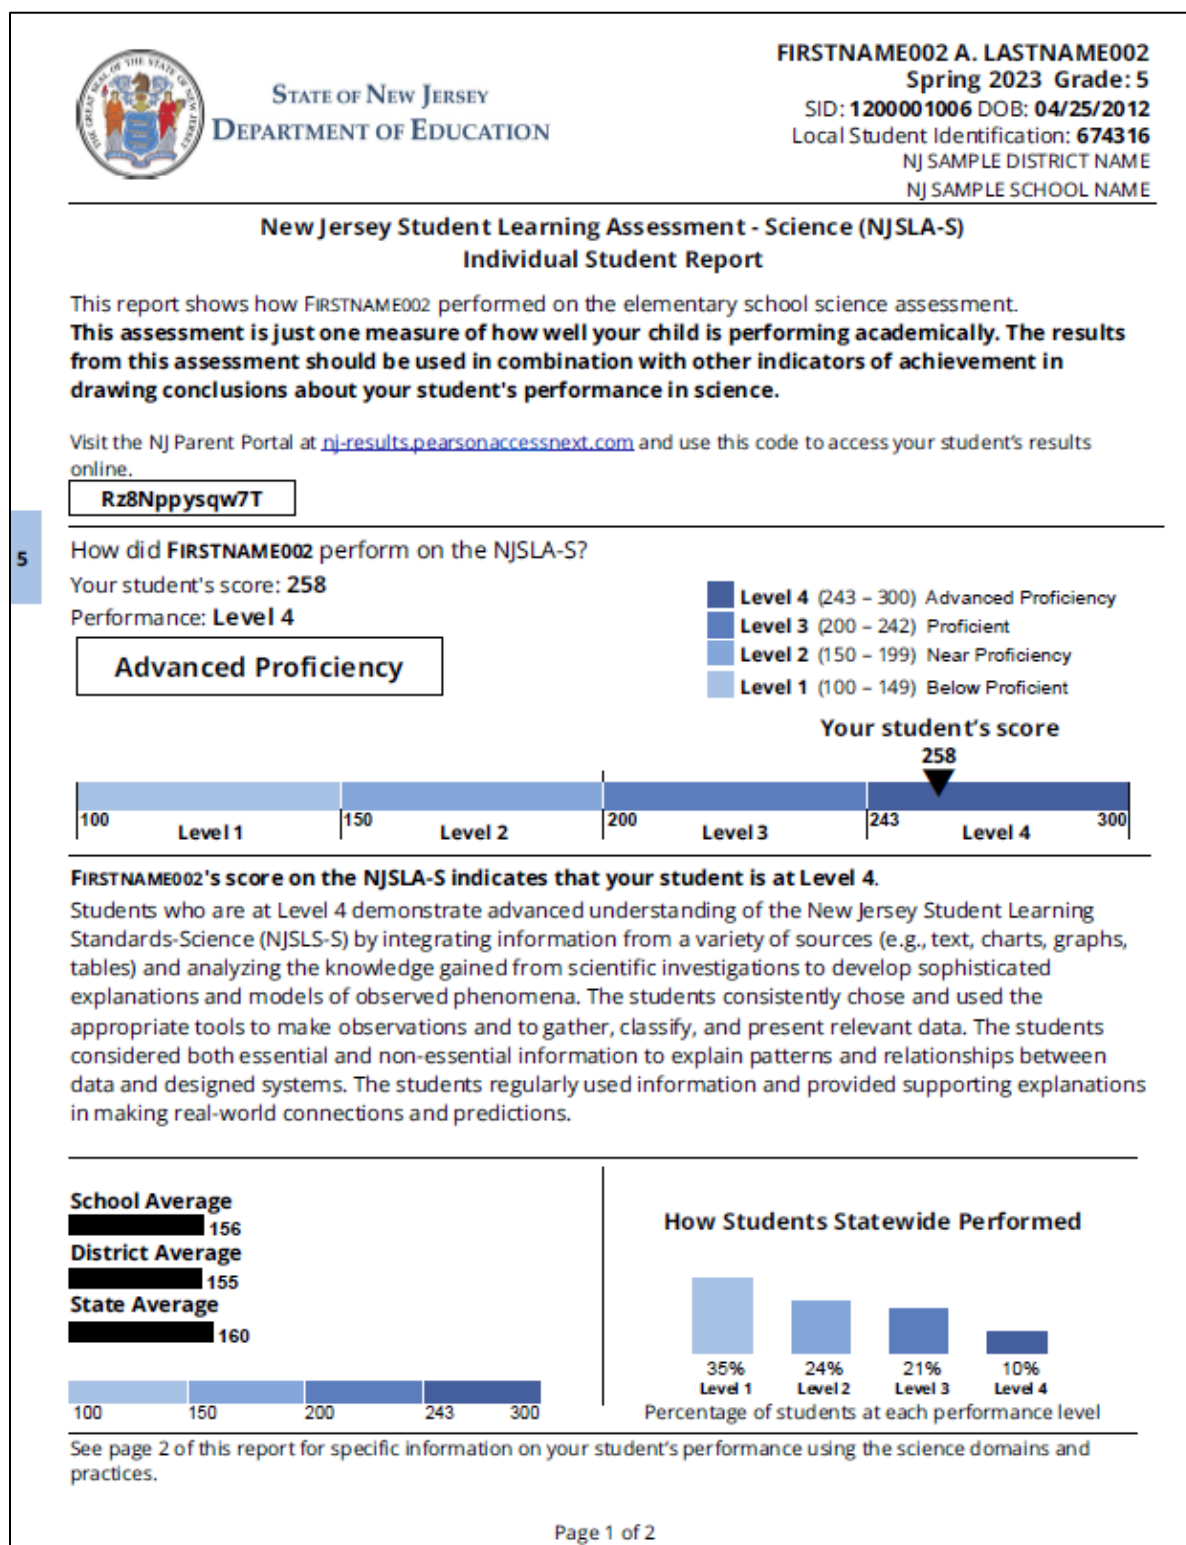 FIRSTNAME002 A. LASTNAME002
Spring 2023 Grade: 5
SID: 1200001006 DOB: 04/25/2012
Local Student Identification: 674316
NJ SAMPLE DISTRICT NAME
NJ SAMPLE SCHOOL NAME
THE GREAT SEAL OF THE STATE OF NEW JERSEY
STATE OF NEW JERSEY
DEPARTMENT OF EDUCATION
New Jersey Student Learning Assessment - Science (NJSLA-S)
Individual Student Report
This report shows how FIRSTNAME002 performed on the elementary school science assessment.
This assessment is just one measure of how well your child is performing academically. The results
from this assessment should be used in combination with other indicators of achievement in
drawing conclusions about your student's performance in science.
Visit the NJ Parent Portal at nj-results.pearsonaccessnext.com and use this code to access your student's results
online.
Rz8Nppysqw7T
5
How did FIRSTNAME002 perform on the NJSLA-S?
Your student's score: 258
Performance: Level 4
Advanced Proficiency
Level 4 (243 – 300) Advanced Proficiency
Level 3 (200 – 242) Proficient
Level 2 (150 – 199) Near Proficiency
Level 1 (100 – 149) Below Proficient
Your student's score
258
100 Level 1 150 Level 2 200 Level 3 243 Level 4 300
FIRSTNAME002's score on the NJSLA-S indicates that your student is at Level 4.
Students who are at Level 4 demonstrate advanced understanding of the New Jersey Student Learning
Standards-Science (NJSLS-S) by integrating information from a variety of sources (e.g., text, charts, graphs,
tables) and analyzing the knowledge gained from scientific investigations to develop sophisticated
explanations and models of observed phenomena. The students consistently chose and used the
appropriate tools to make observations and to gather, classify, and present relevant data. The students
considered both essential and non-essential information to explain patterns and relationships between
data and designed systems. The students regularly used information and provided supporting explanations
in making real-world connections and predictions.
School Average
156
District Average
155
State Average
160
100 150 200 243 300
How Students Statewide Performed
35% 24% 21% 10%
Level 1 Level 2 Level 3 Level 4
Percentage of students at each performance level
See page 2 of this report for specific information on your student's performance using the science domains and
practices.
Page 1 of 2